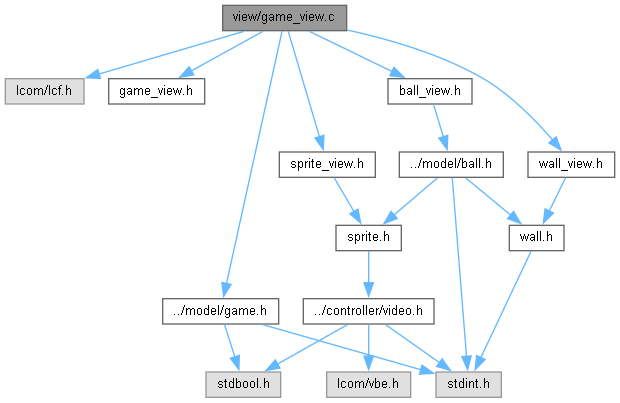 view/game_view.c
lcom/lcf.h
game_view.h
ball_view.h
sprite_view.h
../model/ball.h
wall_view.h
sprite.h
wall.h
../model/game.h
../controller/video.h
stdbool.h
lcom/vbe.h
stdint.h